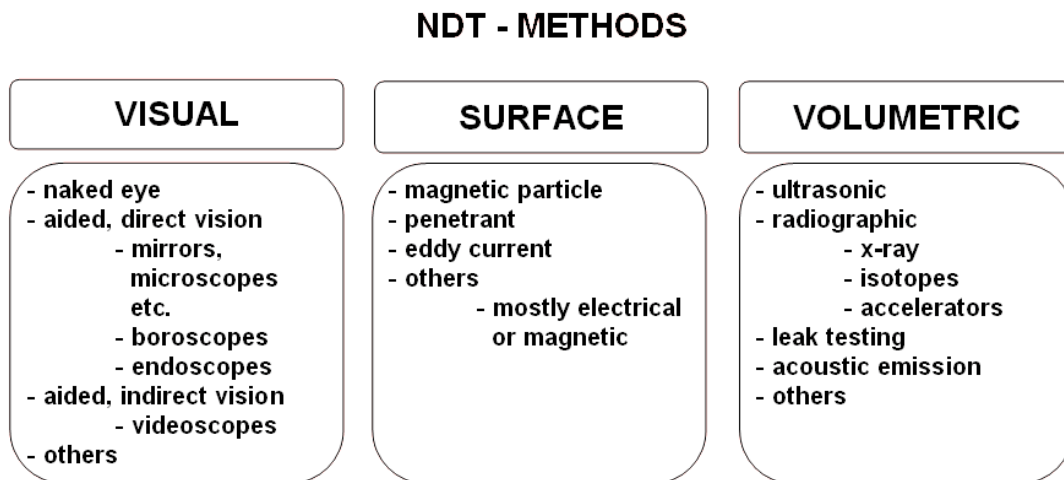 NDT - METHODS
VISUAL
- naked eye
- aided, direct vision
- mirrors,
microscopes
etc.
- boroscopes
- endoscopes
- aided, indirect vision
- videoscopes
- others
SURFACE
- magnetic particle
- penetrant
- eddy current
- others
- mostly electrical
or magnetic
VOLUMETRIC
- ultrasonic
- radiographic
- x-ray
- isotopes
- accelerators
- leak testing
- acoustic emission
- others